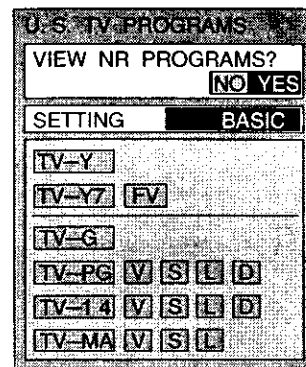 U. S. TV PROGRAMS
VIEW NR PROGRAMS?
NO YES
SETTING BASIC
TV–Y
TV–Y7 FV
TV–G
TV–PG V S L D
TV–14 V S L D
TV–MA V S L